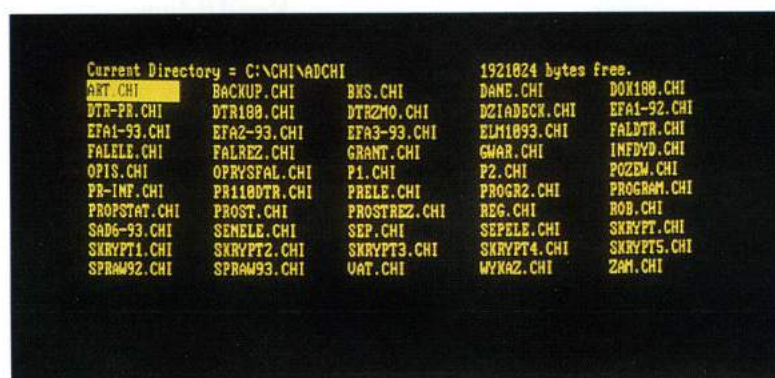 Current Directory = C:\CHI\ADCHI 1921024 bytes free.
ART.CHI BACKUP.CHI BKS.CHI DANE.CHI DOK180.CHI
DTR-PR.CHI DTR180.CHI DTRZMO.CHI DZIADECK.CHI EFA1-92.CHI
EFA1-93.CHI EFA2-93.CHI EFA3-93.CHI ELM1093.CHI FALDTR.CHI
FALELE.CHI FALREZ.CHI GRANT.CHI GWAR.CHI INFDYD.CHI
OPIS.CHI OPRYSFAL.CHI P1.CHI P2.CHI POZEW.CHI
PR-INF.CHI PR110DTR.CHI PRELE.CHI PROGR2.CHI PROGRAM.CHI
PROPSTAT.CHI PROST.CHI PROSTREZ.CHI REG.CHI ROB.CHI
SAD6-93.CHI SEMELE.CHI SEP.CHI SEPELE.CHI SKRYPT.CHI
SKRYPT1.CHI SKRYPT2.CHI SKRYPT3.CHI SKRYPT4.CHI SKRYPT5.CHI
SPRAW92.CHI SPRAW93.CHI VAT.CHI WYKAZ.CHI ZAM.CHI